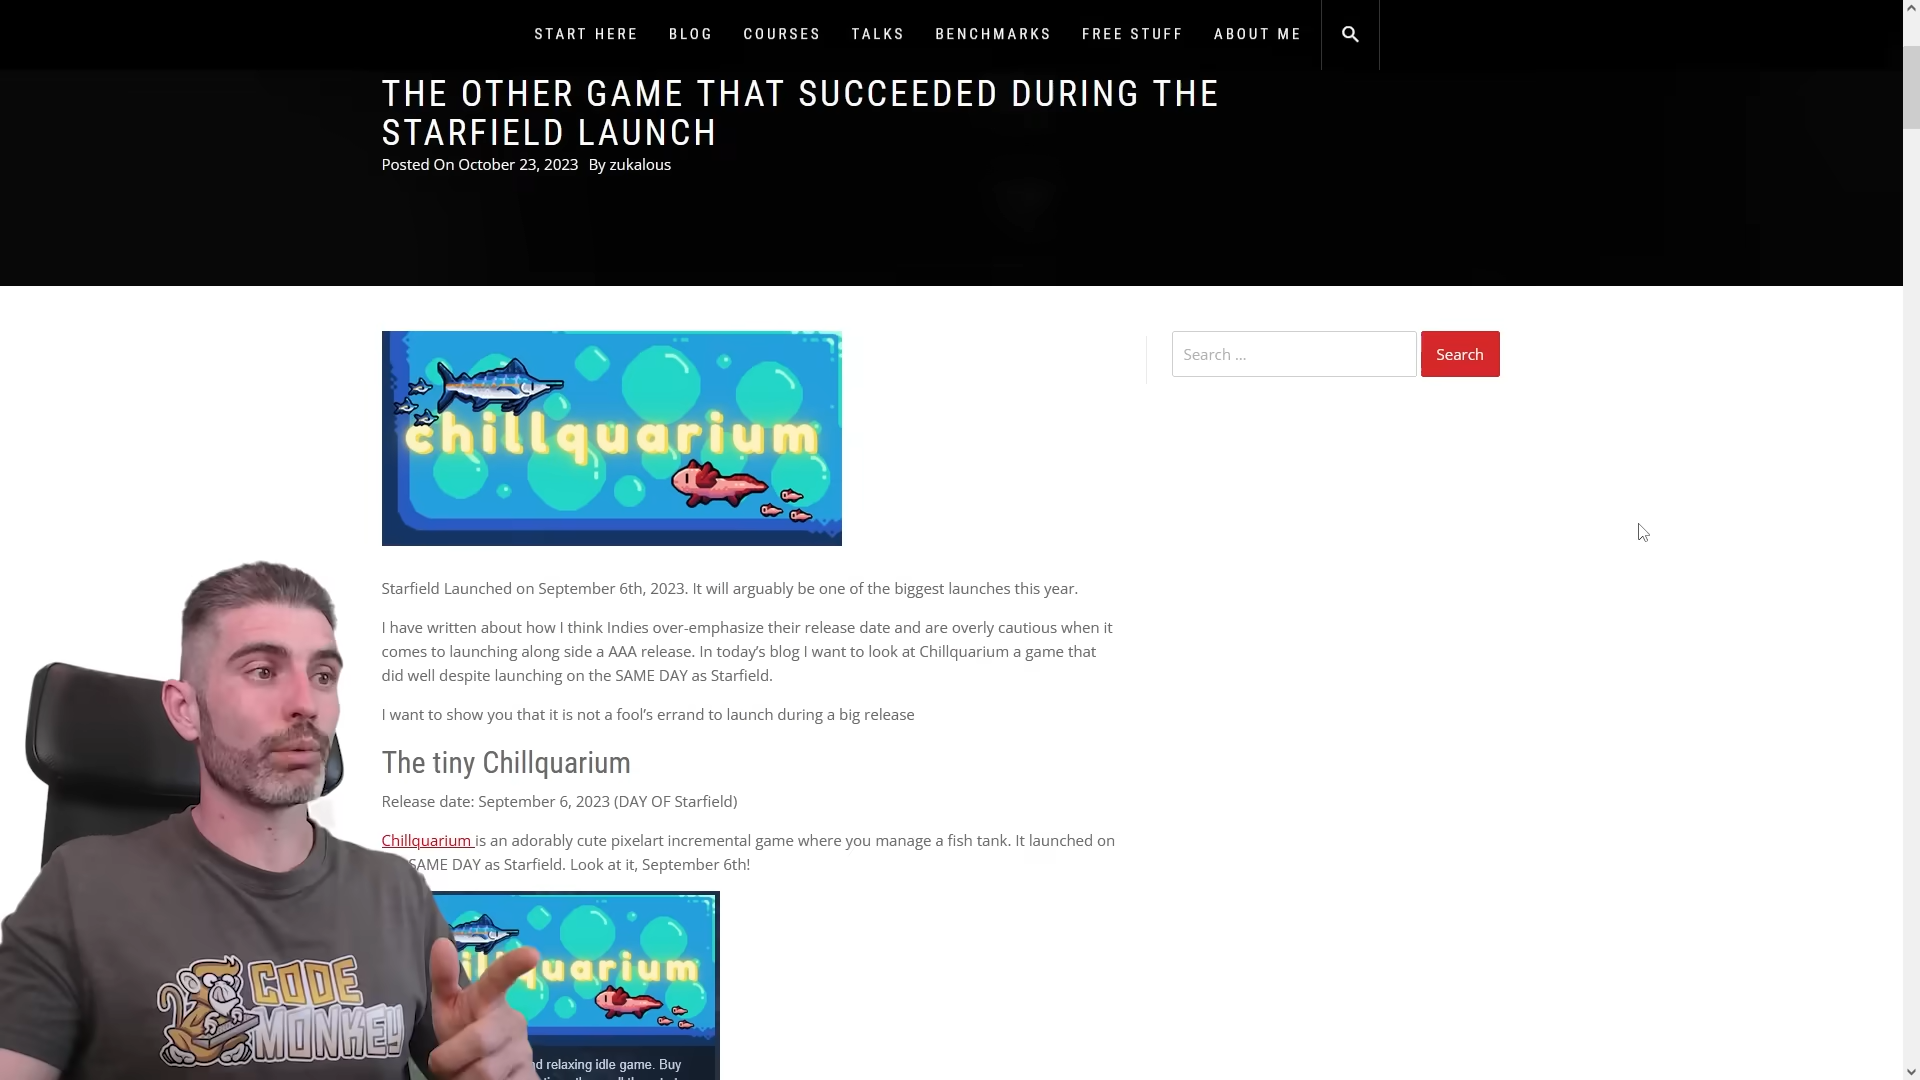 START HERE BLOG COURSES TALKS BENCHMARKS FREE STUFF ABOUT ME
THE OTHER GAME THAT SUCCEEDED DURING THE
STARFIELD LAUNCH
Posted On October 23, 2023 By zukalous
chillquarium
Search ...
Search
Starfield Launched on September 6th, 2023. It will arguably be one of the biggest launches this year.
I have written about how I think Indies over-emphasize their release date and are overly cautious when it
comes to launching along side a AAA release. In today's blog I want to look at Chillquarium a game that
did well despite launching on the SAME DAY as Starfield.
I want to show you that it is not a fool's errand to launch during a big release
The tiny Chillquarium
Release date: September 6, 2023 (DAY OF Starfield)
Chillquarium is an adorably cute pixelart incremental game where you manage a fish tank. It launched on
SAME DAY as Starfield. Look at it, September 6th!
quarium
relaxing idle game. Buy
CODE
MONKEY